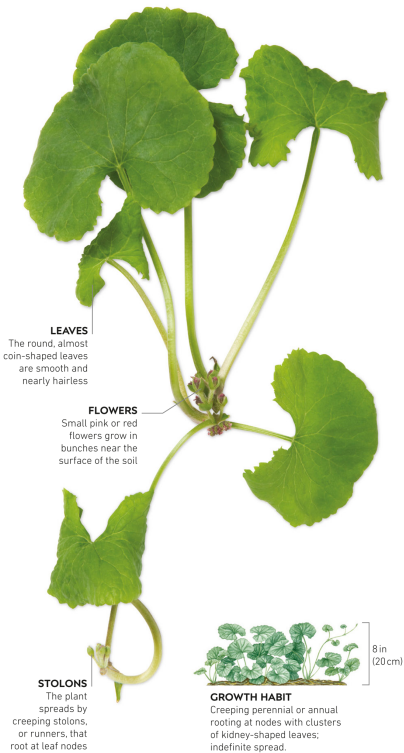 LEAVES
The round, almost
coin-shaped leaves
are smooth and
nearly hairless
FLOWERS
Small pink or red
flowers grow in
bunches near the
surface of the soil
STOLONS
The plant
spreads by
creeping stolons,
or runners, that
root at leaf nodes
8 in
(20 cm)
GROWTH HABIT
Creeping perennial or annual
rooting at nodes with clusters
of kidney-shaped leaves;
indefinite spread.